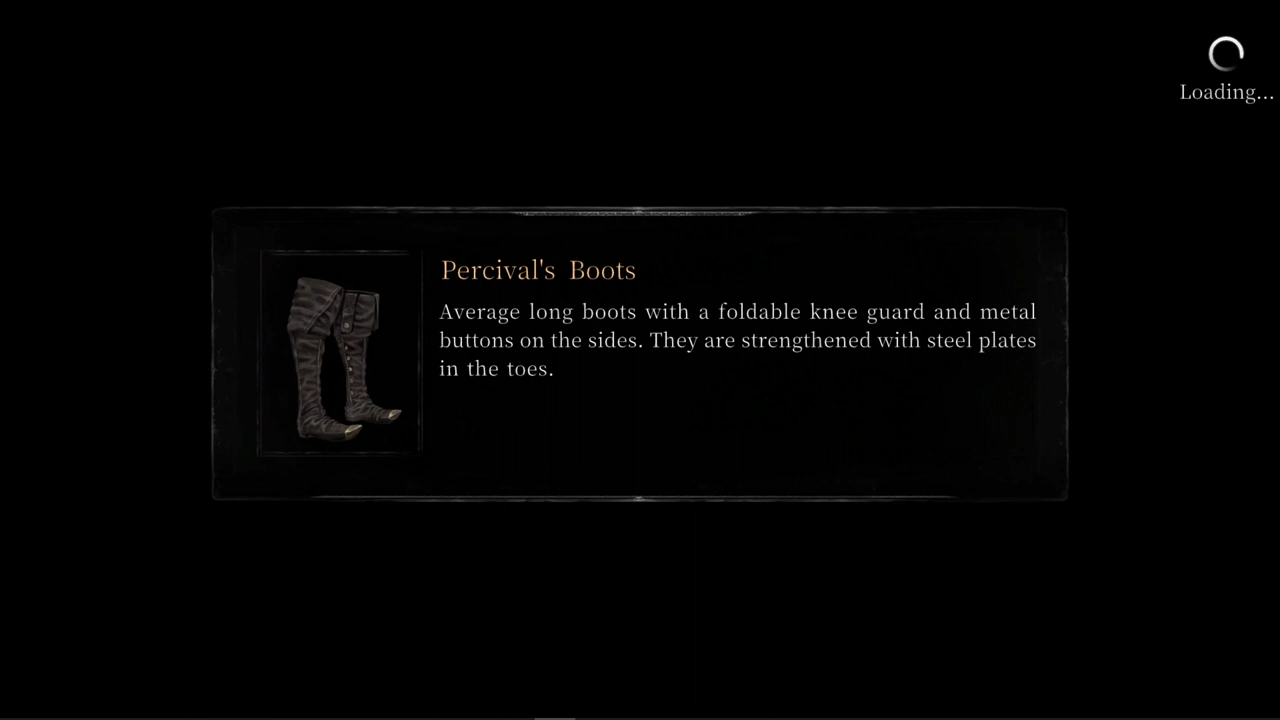 Loading...
Percival's Boots
Average long boots with a foldable knee guard and metal
buttons on the sides. They are strengthened with steel plates
in the toes.